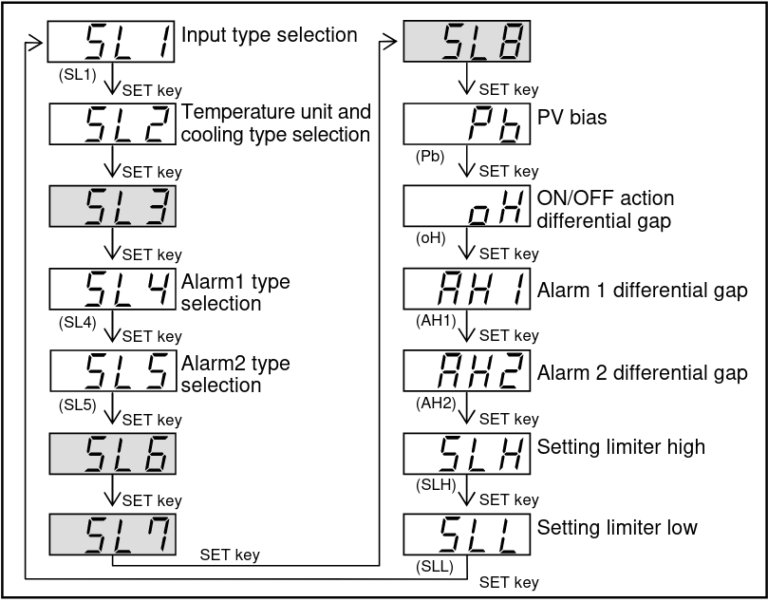 SL1
Input type selection
(SL1)
SET key
SL2
Temperature unit and
cooling type selection
SET key
SL3
SET key
SL4
Alarm1 type
selection
(SL4)
SET key
SL5
Alarm2 type
selection
(SL5)
SET key
SL6
SET key
SL7
SET key
SL8
SET key
Pb
PV bias
(Pb)
SET key
oH
ON/OFF action
differential gap
(oH)
SET key
AH1
Alarm 1 differential gap
(AH1)
SET key
AH2
Alarm 2 differential gap
(AH2)
SET key
SLH
Setting limiter high
(SLH)
SET key
SLL
Setting limiter low
(SLL)
SET key